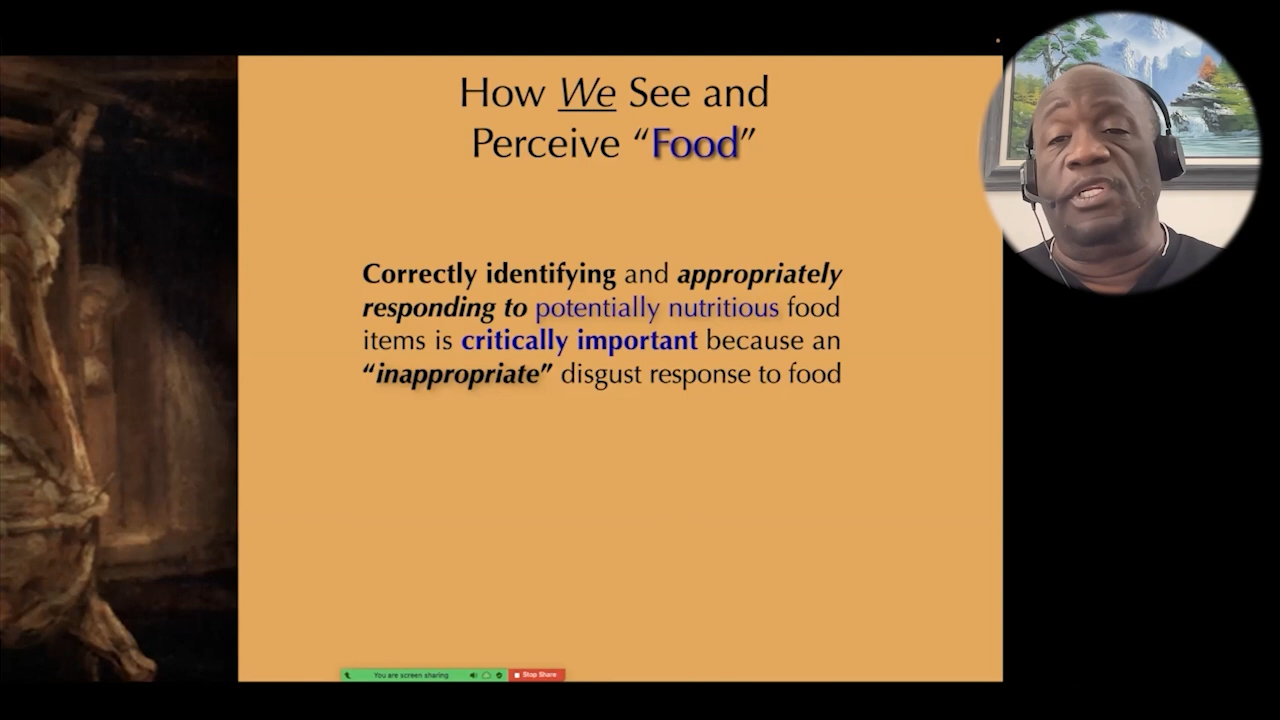 How We See and
Perceive “Food”
Correctly identifying and appropriately
responding to potentially nutritious food
items is critically important because an
“inappropriate” disgust response to food
You are screen sharing
Stop Share